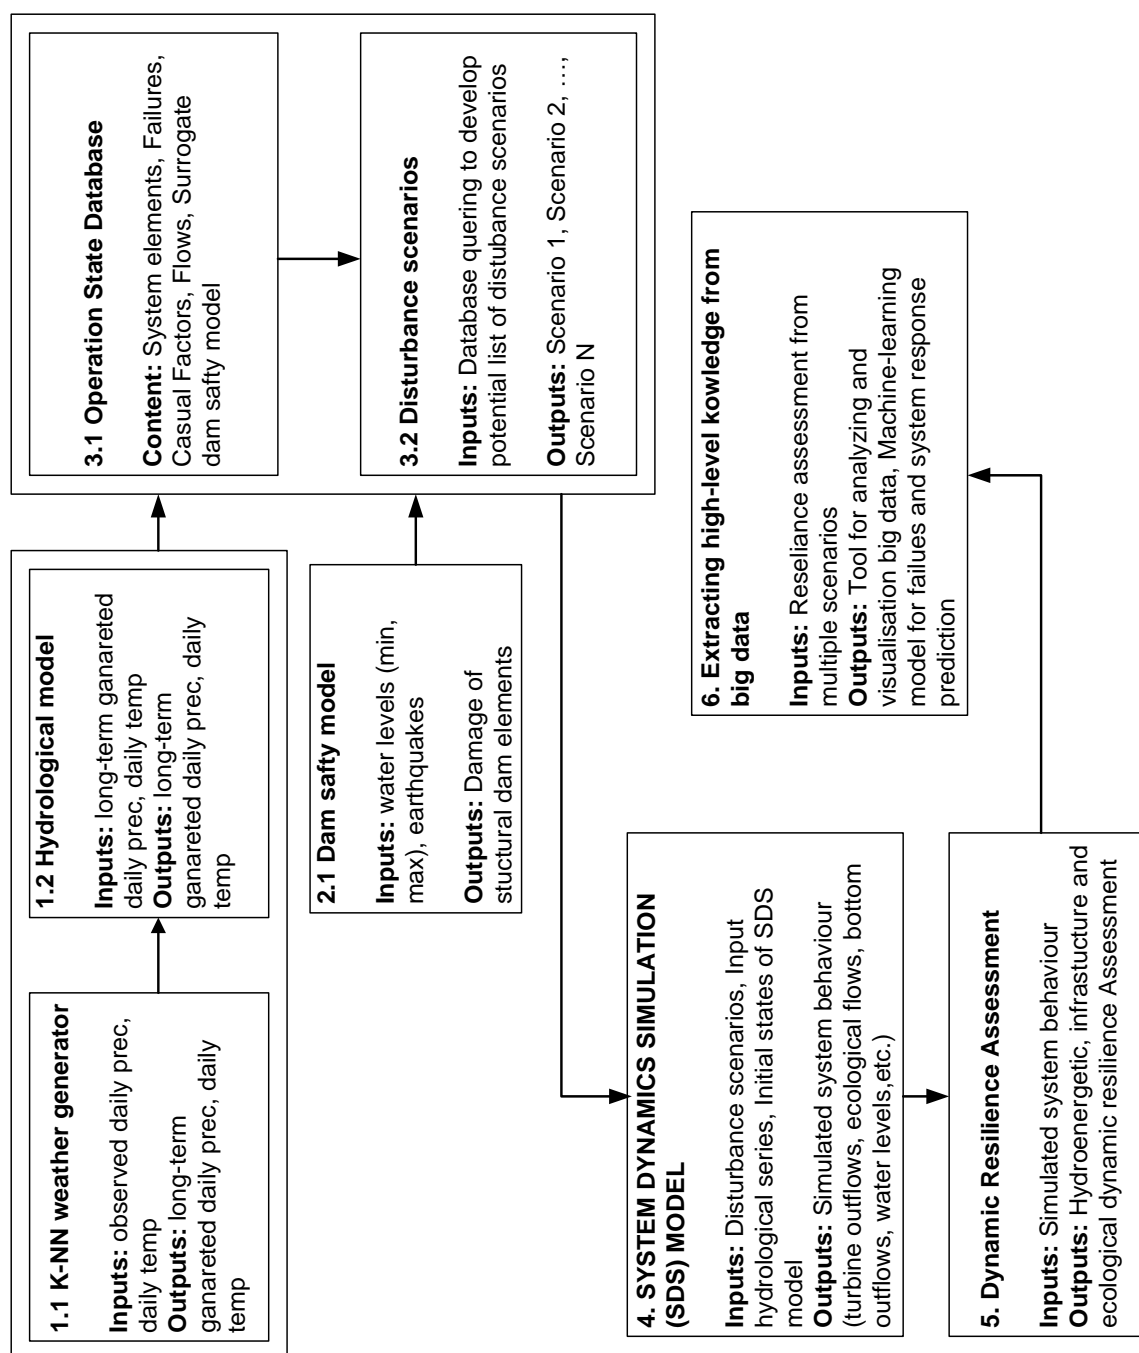 1.1 K-NN weather generator
Inputs: observed daily prec,
daily temp
Outputs: long-term
ganareted daily prec, daily
temp
1.2 Hydrological model
Inputs: long-term ganareted
daily prec, daily temp
Outputs: long-term
ganareted daily prec, daily
temp
2.1 Dam safty model
Inputs: water levels (min,
max), earthquakes
Outputs: Damage of
stuctural dam elements
3.1 Operation State Database
Content: System elements, Failures,
Casual Factors, Flows, Surrogate
dam safty model
3.2 Disturbance scenarios
Inputs: Database quering to develop
potential list of distubance scenarios
Outputs: Scenario 1, Scenario 2, …,
Scenario N
4. SYSTEM DYNAMICS SIMULATION
(SDS) MODEL
Inputs: Disturbance scenarios, Input
hydrological series, Initial states of SDS
model
Outputs: Simulated system behaviour
(turbine outflows, ecological flows, bottom
outflows, water levels,etc.)
5. Dynamic Resilience Assessment
Inputs: Simulated system behaviour
Outputs: Hydroenergetic, infrastucture and
ecological dynamic resilience Assessment
6. Extracting high-level kowledge from
big data
Inputs: Reseliance assessment from
multiple scenarios
Outputs: Tool for analyzing and
visualisation big data, Machine-learning
model for failues and system response
prediction